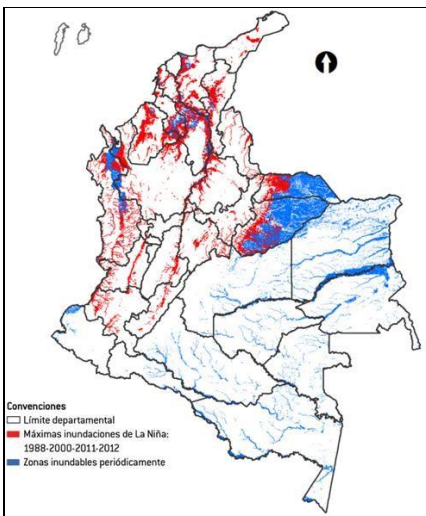 Convenciones
Límite departamental
Máximas inundaciones de La Niña:
1988-2000-2011-2012
Zonas inundables periódicamente